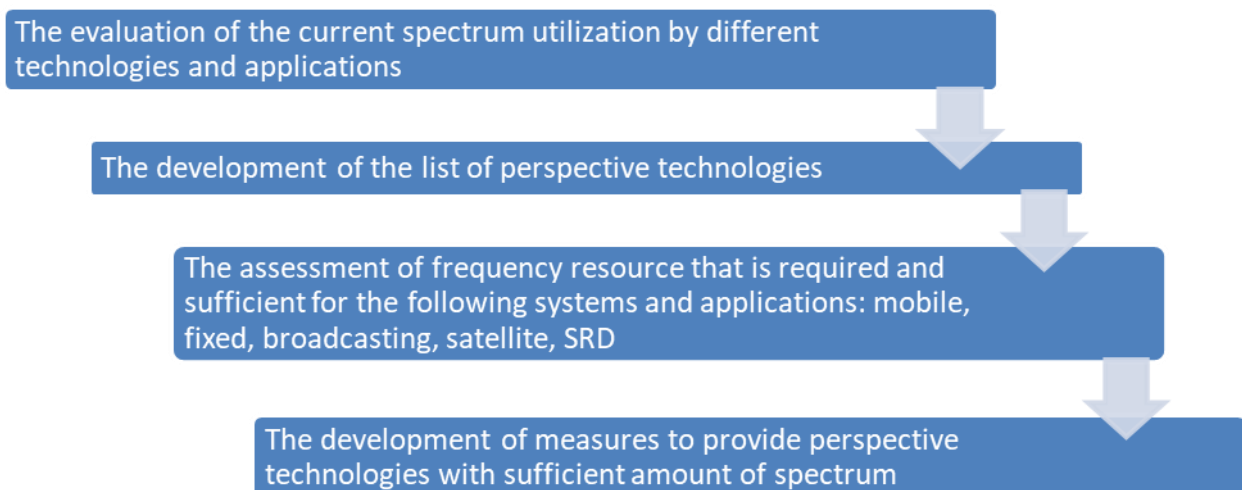 The evaluation of the current spectrum utilization by different
technologies and applications
The development of the list of perspective technologies
The assessment of frequency resource that is required and
sufficient for the following systems and applications: mobile,
fixed, broadcasting, satellite, SRD
The development of measures to provide perspective
technologies with sufficient amount of spectrum